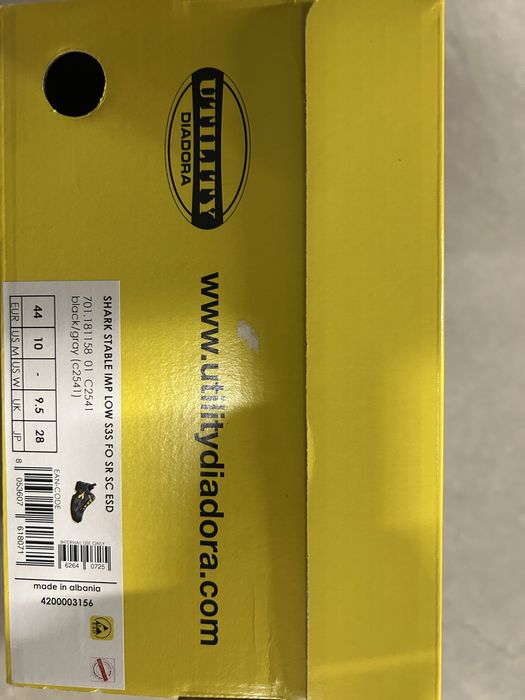 UTILITY
DIADORA
www.utilitydiadora.com
SHARK STABLE IMP LOW S3S FO SR SC ESD
701.181158 01 C2541
black/gray (c2541)
44 10 - 9.5 28
EUR US M US W UK JP
EAN-CODE
8 053607 618071
INTERNAL USE ONLY
6264 0725
made in albania
4200003156